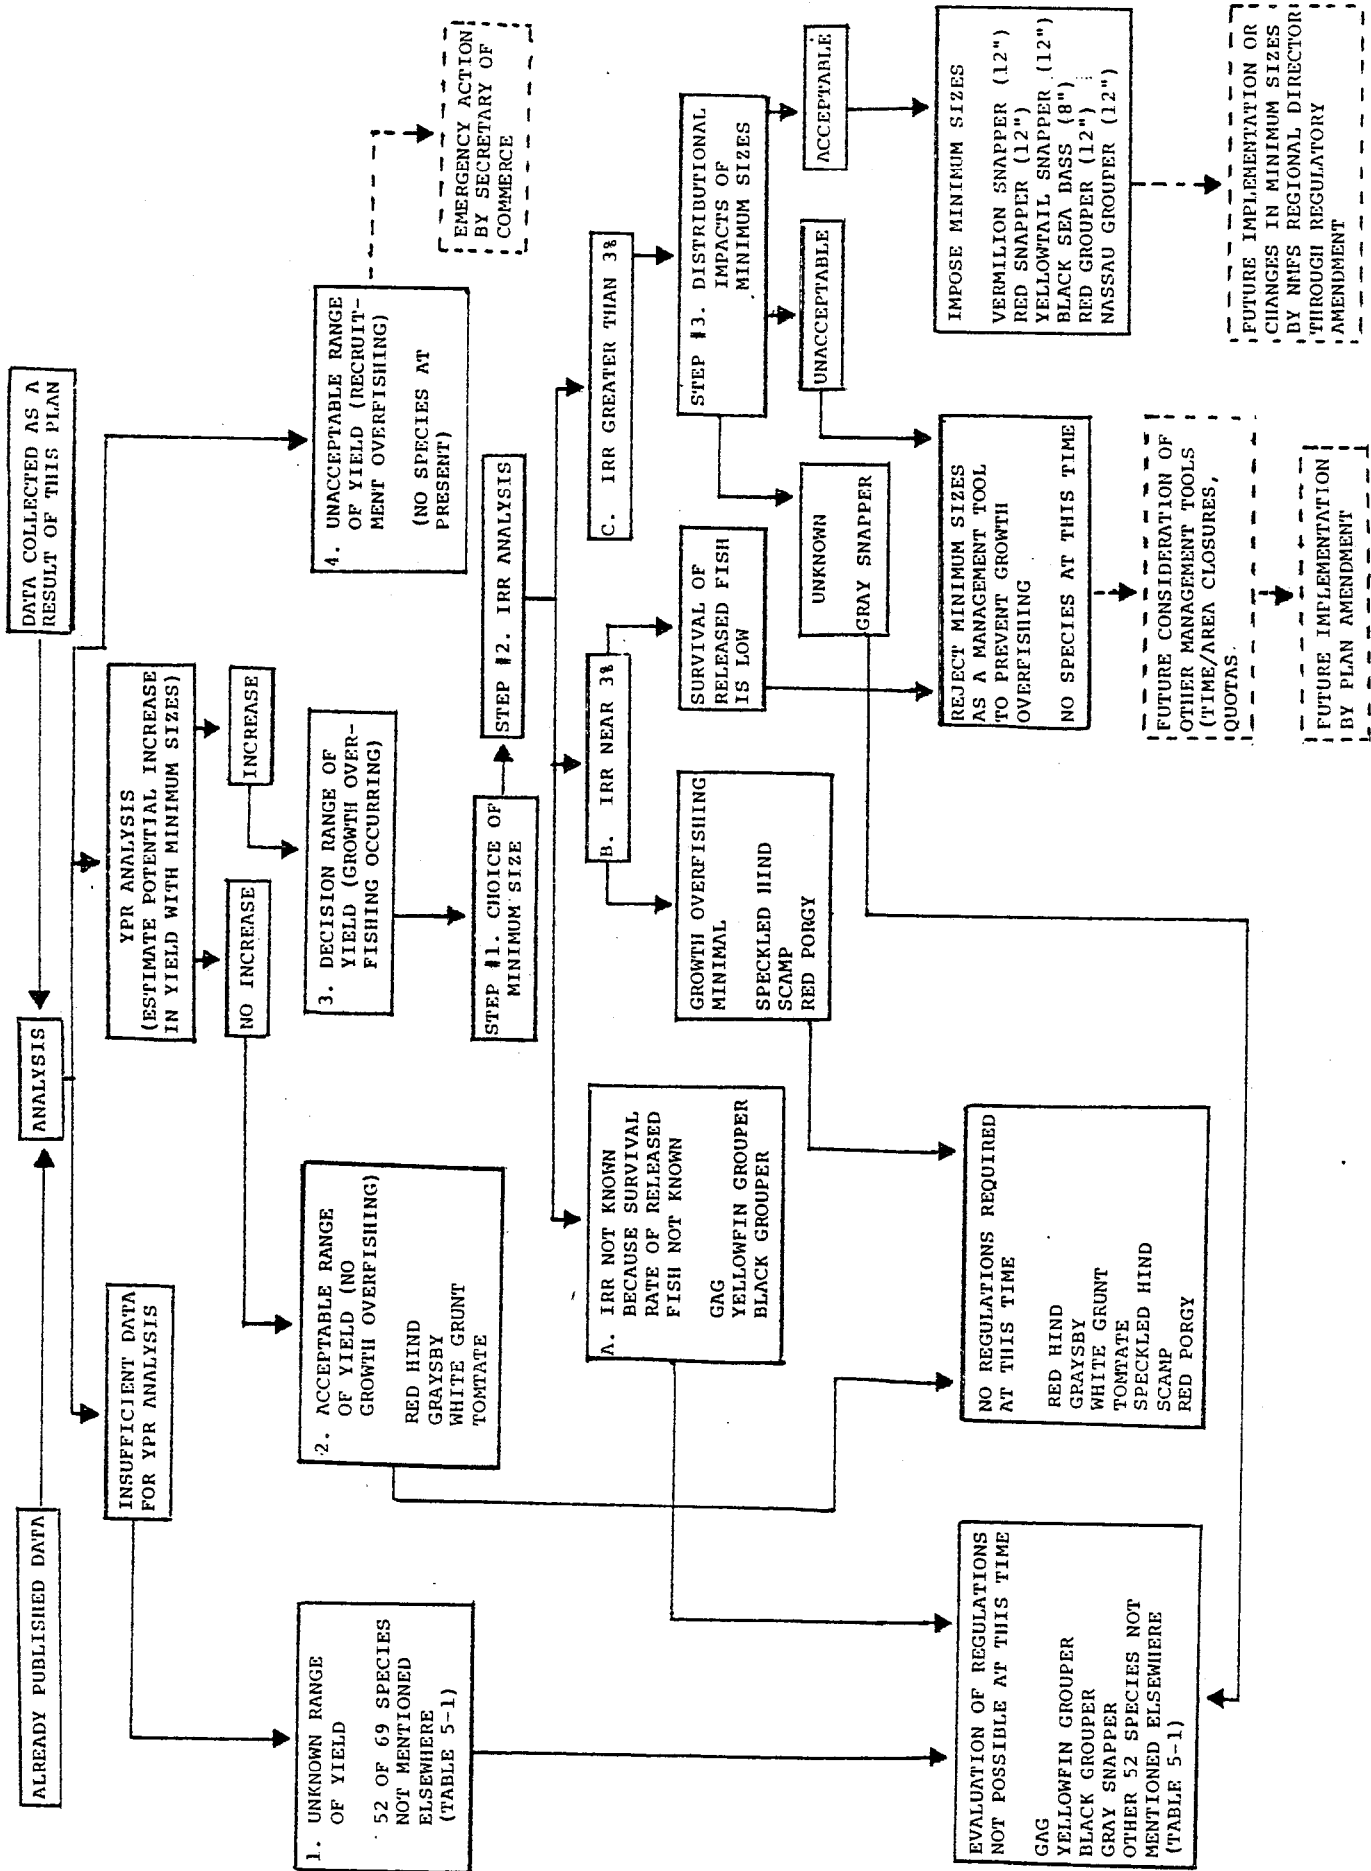 ALREADY PUBLISHED DATA
ANALYSIS
DATA COLLECTED AS A
RESULT OF THIS PLAN
INSUFFICIENT DATA
FOR YPR ANALYSIS
YPR ANALYSIS
(ESTIMATE POTENTIAL INCREASE
IN YIELD WITH MINIMUM SIZES)
NO INCREASE
INCREASE
1. UNKNOWN RANGE
OF YIELD
52 OF 69 SPECIES
NOT MENTIONED
ELSEWHERE
(TABLE 5-1)
2. ACCEPTABLE RANGE
OF YIELD (NO
GROWTH OVERFISHING)
RED HIND
GRAYSBY
WHITE GRUNT
TOMTATE
3. DECISION RANGE OF
YIELD (GROWTH OVER-
FISHING OCCURRING)
4. UNACCEPTABLE RANGE
OF YIELD (RECRUIT-
MENT OVERFISHING)
(NO SPECIES AT
PRESENT)
EMERGENCY ACTION
BY SECRETARY OF
COMMERCE
STEP #1. CHOICE OF
MINIMUM SIZE
STEP #2. IRR ANALYSIS
A. IRR NOT KNOWN
BECAUSE SURVIVAL
RATE OF RELEASED
FISH NOT KNOWN
GAG
YELLOWFIN GROUPER
BLACK GROUPER
B. IRR NEAR 3%
C. IRR GREATER THAN 3%
GROWTH OVERFISHING
MINIMAL
SPECKLED HIND
SCAMP
RED PORGY
SURVIVAL OF
RELEASED FISH
IS LOW
STEP #3. DISTRIBUTIONAL
IMPACTS OF
MINIMUM SIZES
UNKNOWN
GRAY SNAPPER
UNACCEPTABLE
ACCEPTABLE
EVALUATION OF REGULATIONS
NOT POSSIBLE AT THIS TIME
GAG
YELLOWFIN GROUPER
BLACK GROUPER
GRAY SNAPPER
OTHER 52 SPECIES NOT
MENTIONED ELSEWHERE
(TABLE 5-1)
NO REGULATIONS REQUIRED
AT THIS TIME
RED HIND
GRAYSBY
WHITE GRUNT
TOMTATE
SPECKLED HIND
SCAMP
RED PORGY
REJECT MINIMUM SIZES
AS A MANAGEMENT TOOL
TO PREVENT GROWTH
OVERFISHING
NO SPECIES AT THIS TIME
IMPOSE MINIMUM SIZES
VERMILION SNAPPER (12")
RED SNAPPER (12")
YELLOWTAIL SNAPPER (12")
BLACK SEA BASS (8")
RED GROUPER (12")
NASSAU GROUPER (12")
FUTURE CONSIDERATION OF
OTHER MANAGEMENT TOOLS
(TIME/AREA CLOSURES,
QUOTAS.
FUTURE IMPLEMENTATION
BY PLAN AMENDMENT
FUTURE IMPLEMENTATION OR
CHANGES IN MINIMUM SIZES
BY NMFS REGIONAL DIRECTOR
THROUGH REGULATORY
AMENDMENT